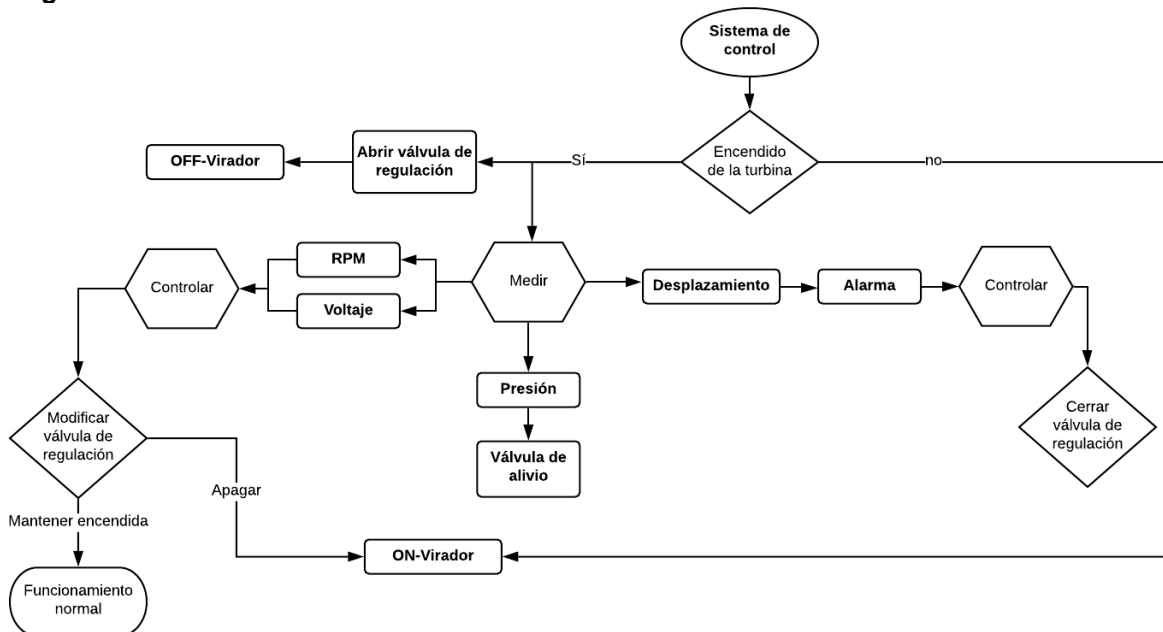 Sistema de
control
Encendido
de la turbina
Sí
no
Abrir válvula de
regulación
OFF-Virador
Medir
RPM
Voltaje
Controlar
Desplazamiento
Alarma
Controlar
Presión
Válvula de
alivio
Modificar
válvula de
regulación
Cerrar
válvula de
regulación
Apagar
Mantener encendida
ON-Virador
Funcionamiento
normal